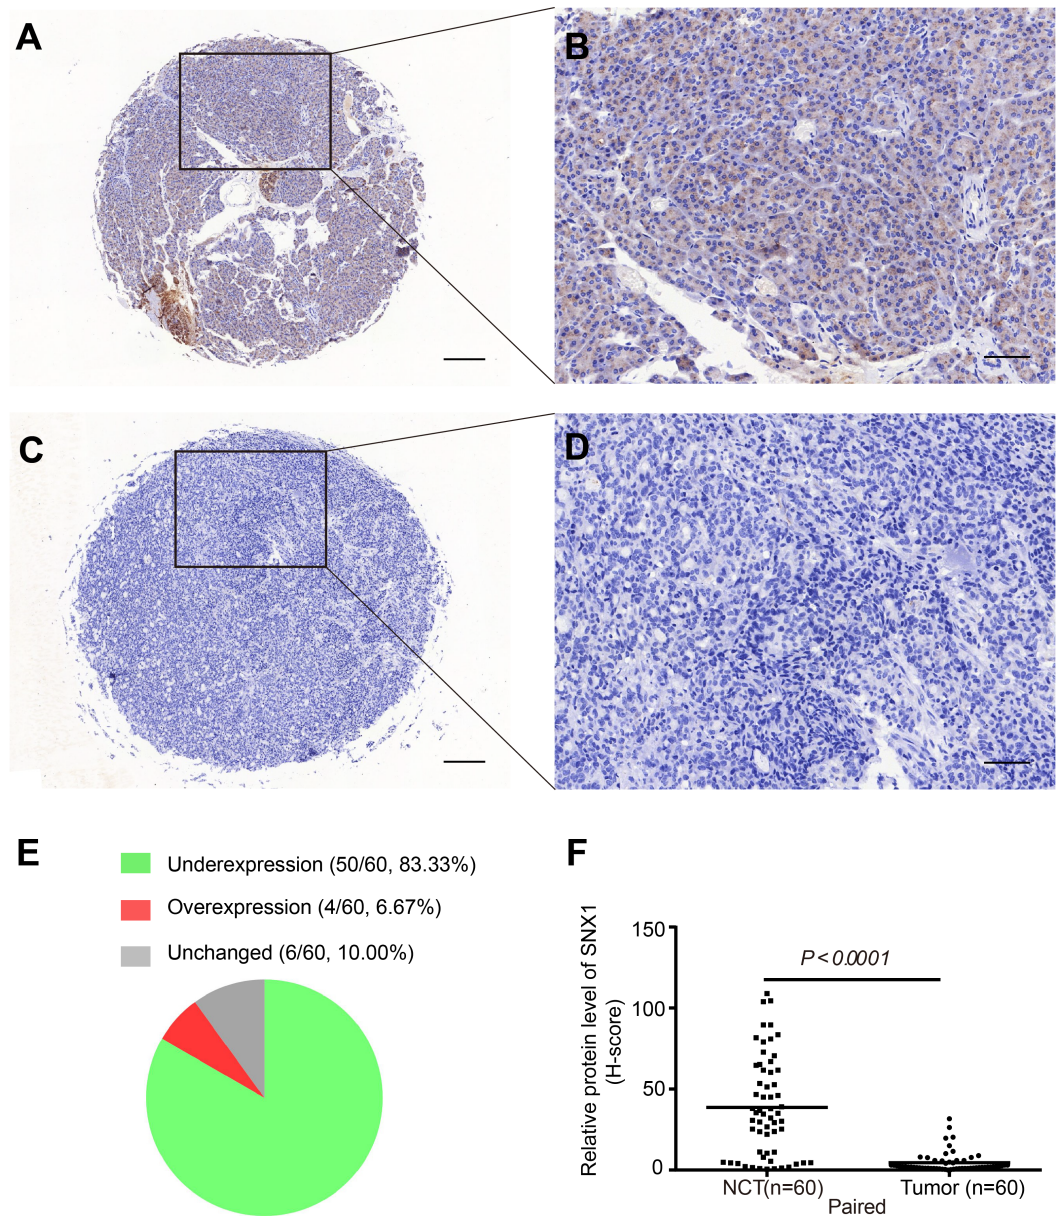 A
B
C
D
E
Underexpression (50/60, 83.33%)
Overexpression (4/60, 6.67%)
Unchanged (6/60, 10.00%)
F
Relative protein level of SNX1
(H-score)
150
100
50
0
P<0.0001
NCT(n=60)
Tumor (n=60)
Paired